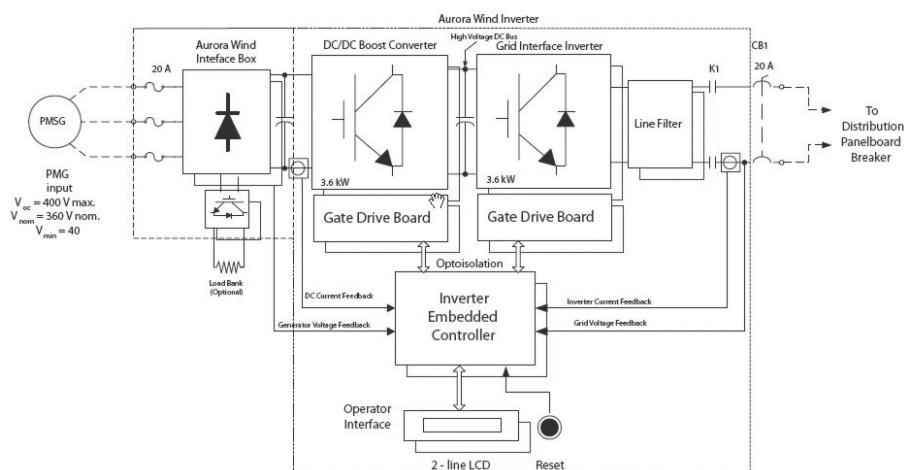 Aurora Wind Inverter
Aurora Wind
Inteface Box
DC/DC Boost Converter
High Voltage DC Bus
Grid Interface Inverter
CB1
20 A
K1
20 A
PMSG
Line Filter
To
Distribution
Panelboard
Breaker
PMG
input
V oc = 400 V max.
V nom = 360 V nom.
V min = 40
3.6 kW
3.6 kW
Gate Drive Board
Gate Drive Board
Optoisolation
Load Bank
(Optional)
DC Current Feedback
Generator Voltage Feedback
Inverter
Embedded
Controller
Inverter Current Feedback
Grid Voltage Feedback
Operator
Interface
2 - line LCD
Reset